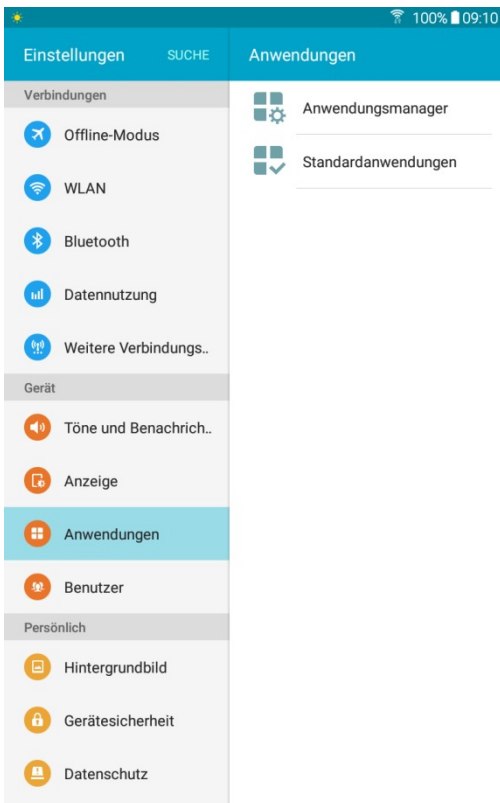 100% 09:10
Einstellungen SUCHE
Verbindungen
Offline-Modus
WLAN
Bluetooth
Datennutzung
Weitere Verbindungs..
Gerät
Töne und Benachrich..
Anzeige
Anwendungen
Benutzer
Persönlich
Hintergrundbild
Gerätesicherheit
Datenschutz
Anwendungen
Anwendungsmanager
Standardanwendungen